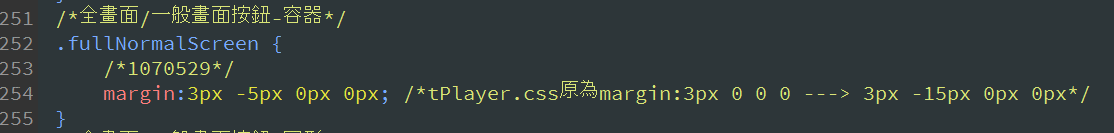 251 /*全畫面/一般畫面按鈕-容器*/
252 .fullNormalScreen {
253 /*1070529*/
254 margin:3px -5px 0px 0px; /*tPlayer.css原為margin:3px 0 0 0 ---> 3px -15px 0px 0px*/
255 }